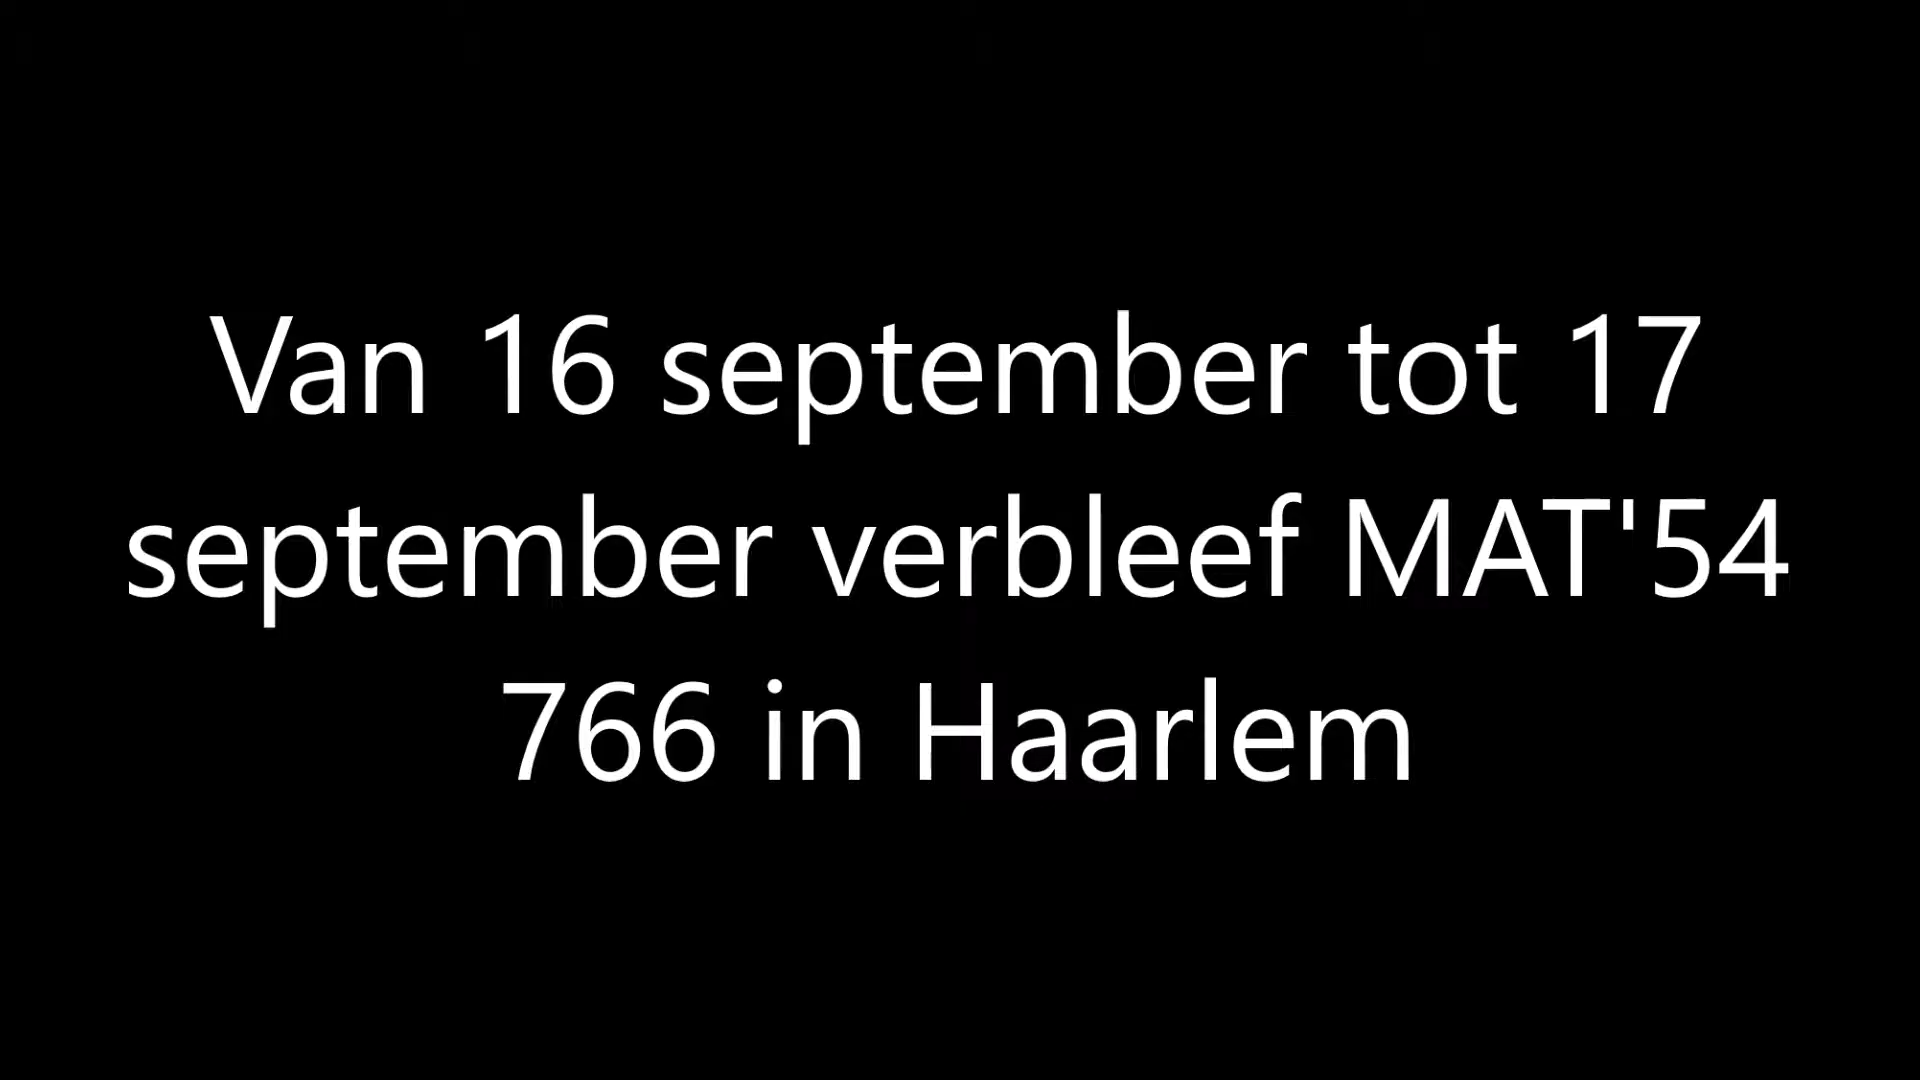 Van 16 september tot 17
september verbleef MAT'54
766 in Haarlem